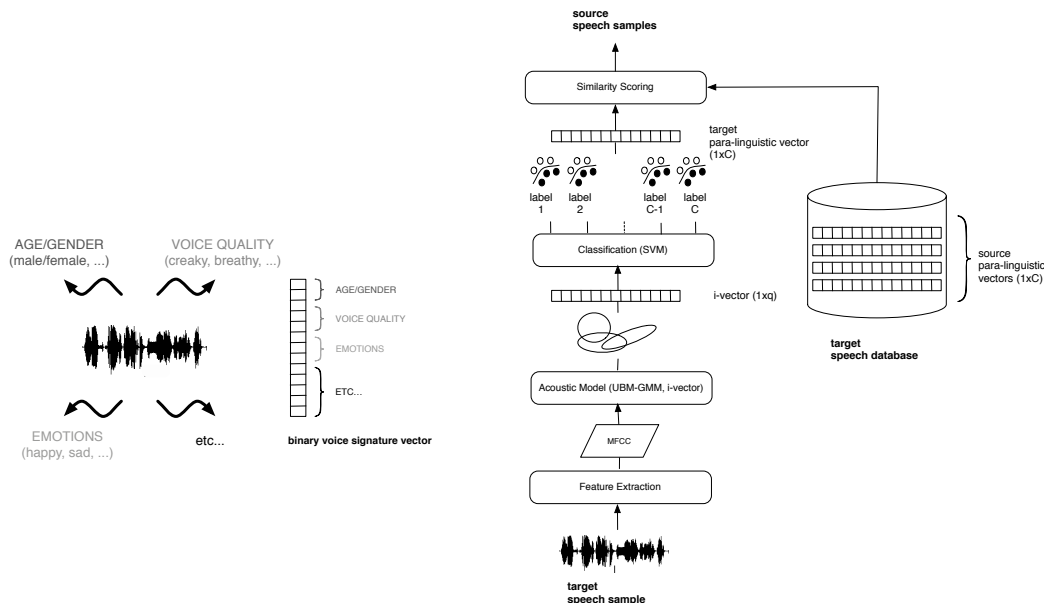 AGE/GENDER
(male/female, ...)
VOICE QUALITY
(creaky, breathy, ...)
EMOTIONS
(happy, sad, ...)
etc...
AGE/GENDER
VOICE QUALITY
EMOTIONS
ETC...
binary voice signature vector
source
speech samples
Similarity Scoring
target
para-linguistic vector
(1xC)
label
1
label
2
label
C-1
label
C
Classification (SVM)
i-vector (1xq)
Acoustic Model (UBM-GMM, i-vector)
MFCC
Feature Extraction
target
speech sample
source
para-linguistic
vectors (1xC)
target
speech database